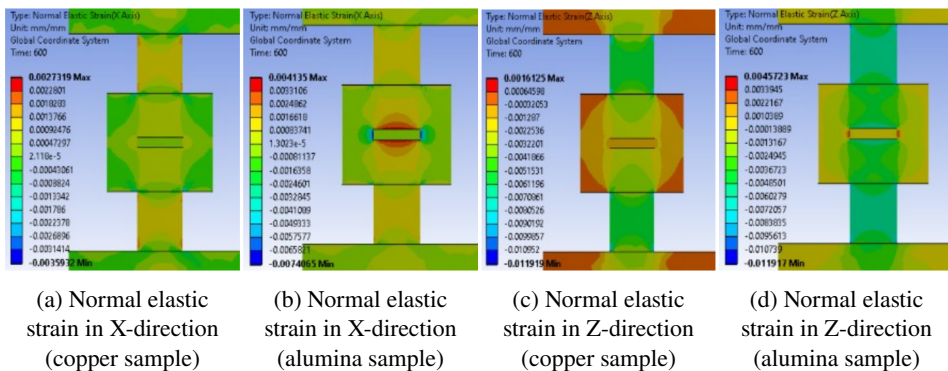 Type: Normal Elastic Strain(X Axis)
Unit: mm/mm
Global Coordinate System
Time: 600
0.0027319 Max
0.0022801
0.0018283
0.0013766
0.00092476
0.00047297
2.118e-5
-0.00043061
-0.0008824
-0.0013342
-0.001786
-0.0022378
-0.0026896
-0.0031414
-0.0035932 Min
Type: Normal Elastic Strain(X Axis)
Unit: mm/mm
Global Coordinate System
Time: 600
0.004135 Max
0.0033106
0.0024862
0.0016618
0.00083741
1.3023e-5
-0.00081137
-0.0016358
-0.0024601
-0.0032845
-0.0041089
-0.0049333
-0.0057577
-0.0065821
-0.0074065 Min
Type: Normal Elastic Strain(Z Axis)
Unit: mm/mm
Global Coordinate System
Time: 600
0.0016125 Max
0.00064598
-0.00032053
-0.001287
-0.0022536
-0.0032201
-0.0041866
-0.0051531
-0.0061196
-0.0070861
-0.0080526
-0.0090192
-0.0099857
-0.010952
-0.011919 Min
Type: Normal Elastic Strain(Z Axis)
Unit: mm/mm
Global Coordinate System
Time: 600
0.0045723 Max
0.0033945
0.0022167
0.0010389
-0.00013889
-0.0013167
-0.0024945
-0.0036723
-0.0048501
-0.0060279
-0.0072057
-0.0083835
-0.0095613
-0.010739
-0.011917 Min
(a) Normal elastic
strain in X-direction
(copper sample)
(b) Normal elastic
strain in X-direction
(alumina sample)
(c) Normal elastic
strain in Z-direction
(copper sample)
(d) Normal elastic
strain in Z-direction
(alumina sample)